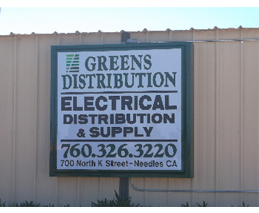 GREENS
DISTRIBUTION
ELECTRICAL
DISTRIBUTION
& SUPPLY
760.326.3220
700 North K Street-Needles CA